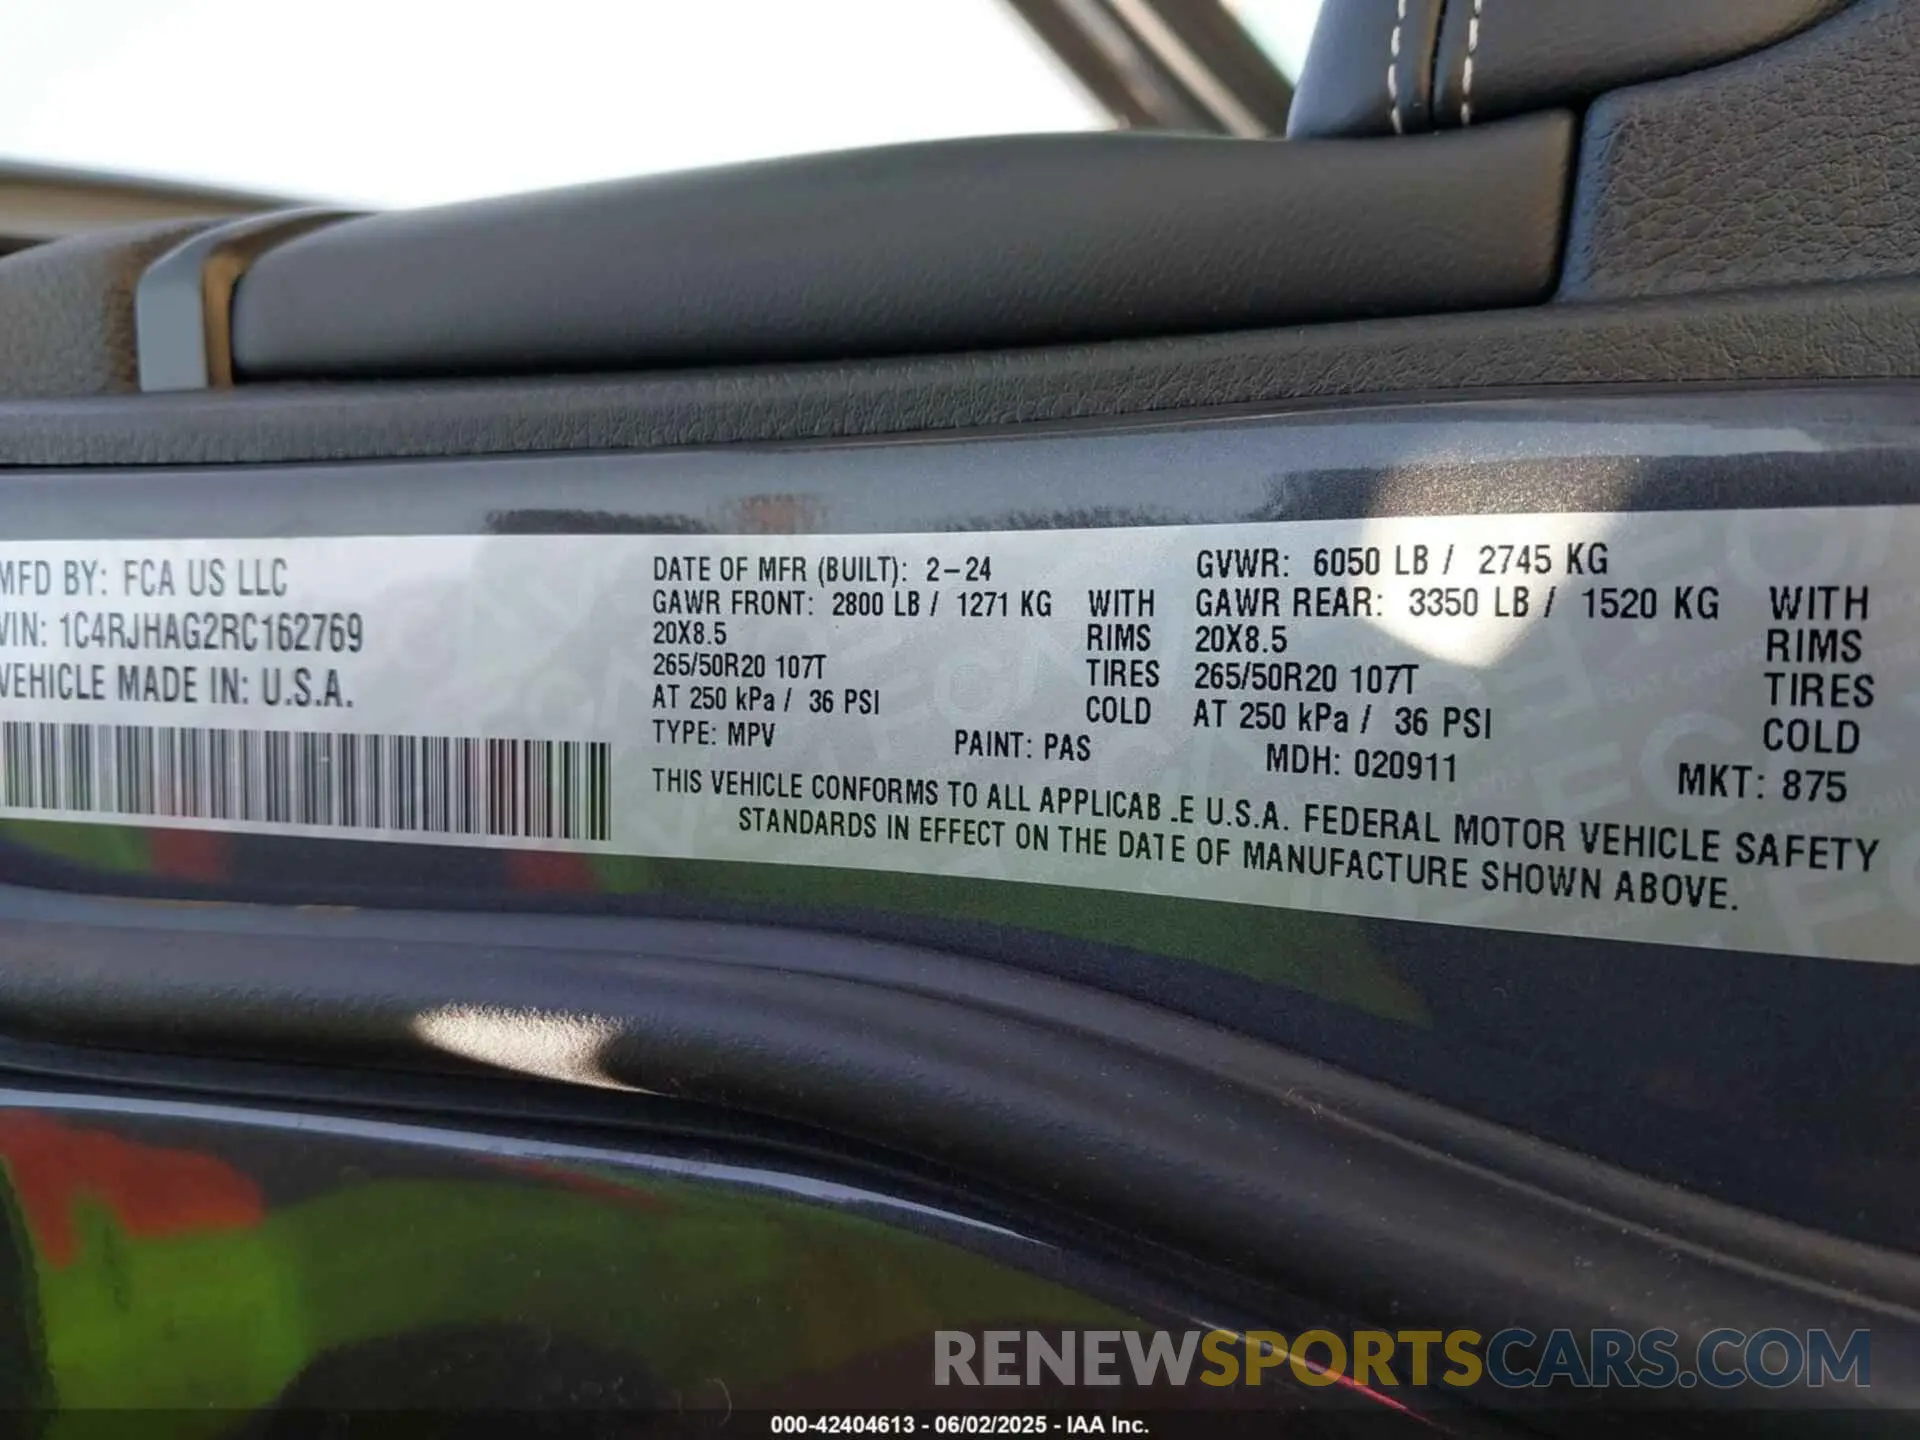 MFD BY: FCA US LLC
VIN: 1C4RJHAG2RC162769
VEHICLE MADE IN: U.S.A.
DATE OF MFR (BUILT): 2-24
GAWR FRONT: 2800 LB / 1271 KG WITH
20X8.5 RIMS
265/50R20 107T TIRES
AT 250 kPa / 36 PSI COLD
TYPE: MPV PAINT: PAS
GVWR: 6050 LB / 2745 KG
GAWR REAR: 3350 LB / 1520 KG WITH
20X8.5 RIMS
265/50R20 107T TIRES
AT 250 kPa / 36 PSI COLD
MDH: 020911 MKT: 875
THIS VEHICLE CONFORMS TO ALL APPLICAB.E U.S.A. FEDERAL MOTOR VEHICLE SAFETY
STANDARDS IN EFFECT ON THE DATE OF MANUFACTURE SHOWN ABOVE.
RENEWSPORTSCARS.COM
000-42404613 - 06/02/2025 - IAA Inc.